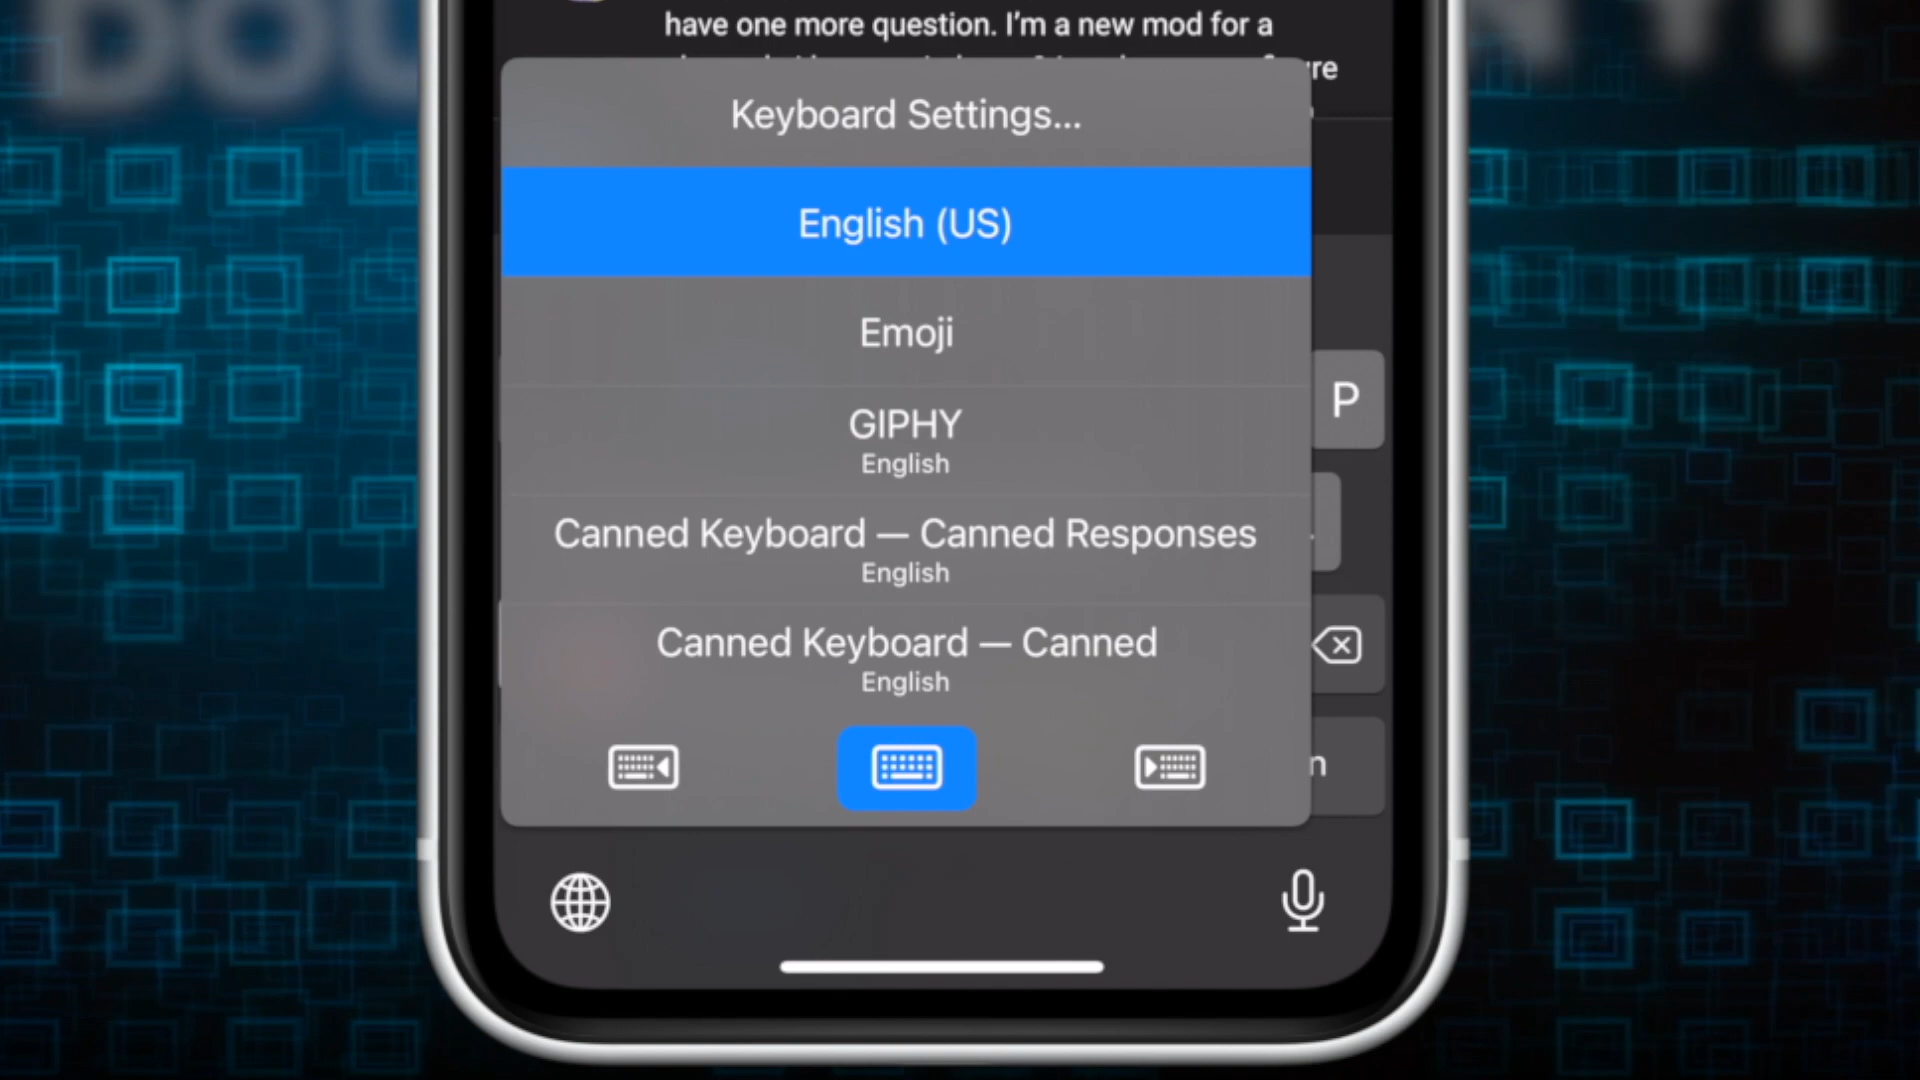 have one more question. I'm a new mod for a
Keyboard Settings...
English (US)
Emoji
P
GIPHY
English
Canned Keyboard — Canned Responses
English
Canned Keyboard — Canned
English